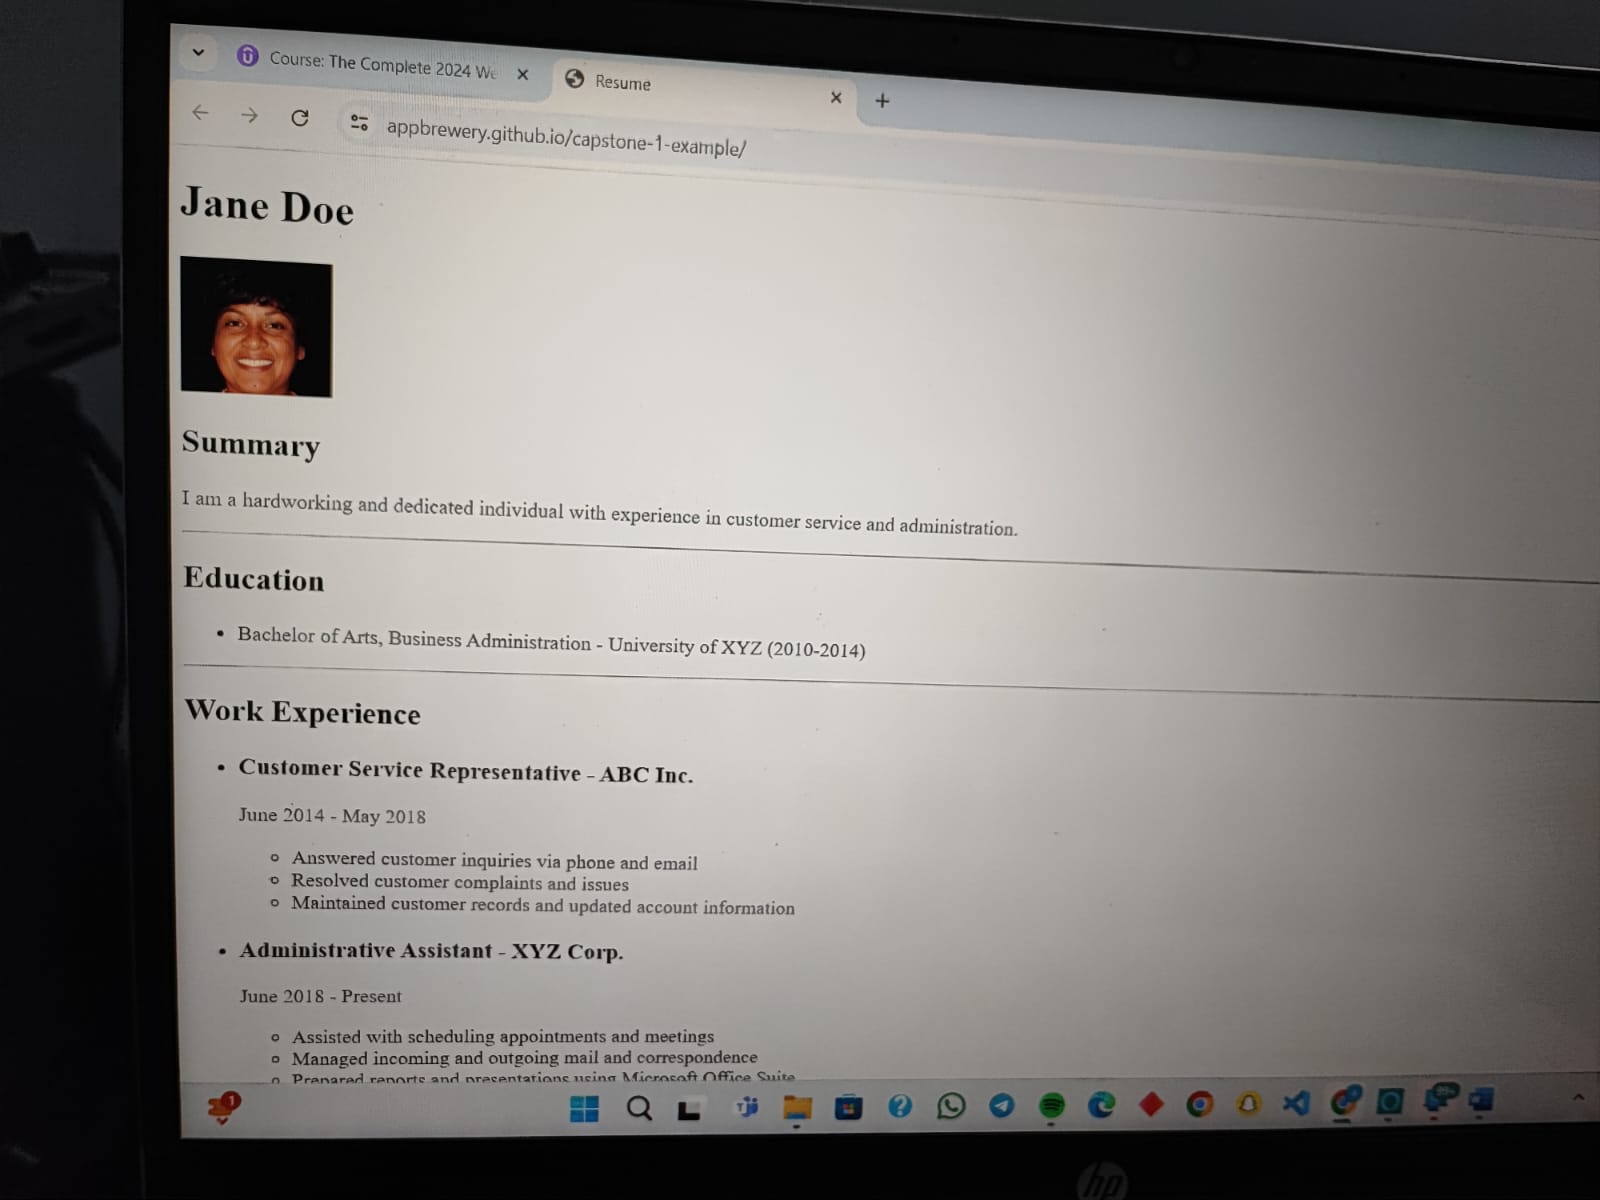 Course: The Complete 2024 We
Resume
appbrewery.github.io/capstone-1-example/
Jane Doe
Summary
I am a hardworking and dedicated individual with experience in customer service and administration.
Education
• Bachelor of Arts, Business Administration - University of XYZ (2010-2014)
Work Experience
• Customer Service Representative - ABC Inc.
June 2014 - May 2018
Answered customer inquiries via phone and email
Resolved customer complaints and issues
Maintained customer records and updated account information
• Administrative Assistant - XYZ Corp.
June 2018 - Present
Assisted with scheduling appointments and meetings
Managed incoming and outgoing mail and correspondence
Prepared reports and presentations using Microsoft Office Suite
1
hp